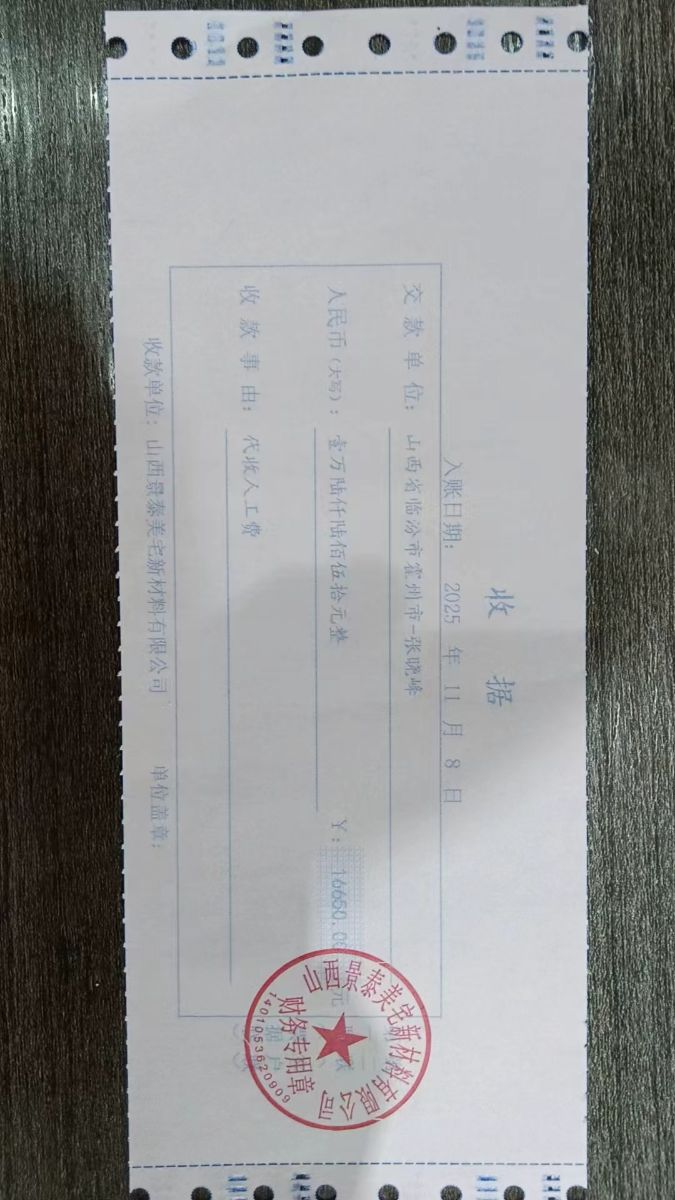 收 据
入账日期： 2025 年 11 月 8 日
交 款 单 位： 山西省临汾市霍州市-张晓峰
人民币（大写）： 壹万陆仟陆佰伍拾元整 ￥： 16650.00 元
收 款 事 由： 代收人工费
收款单位：山西景泰美宅新材料有限公司 单位盖章：
山西景泰美宅新材料有限公司
财务专用章
1401053620909